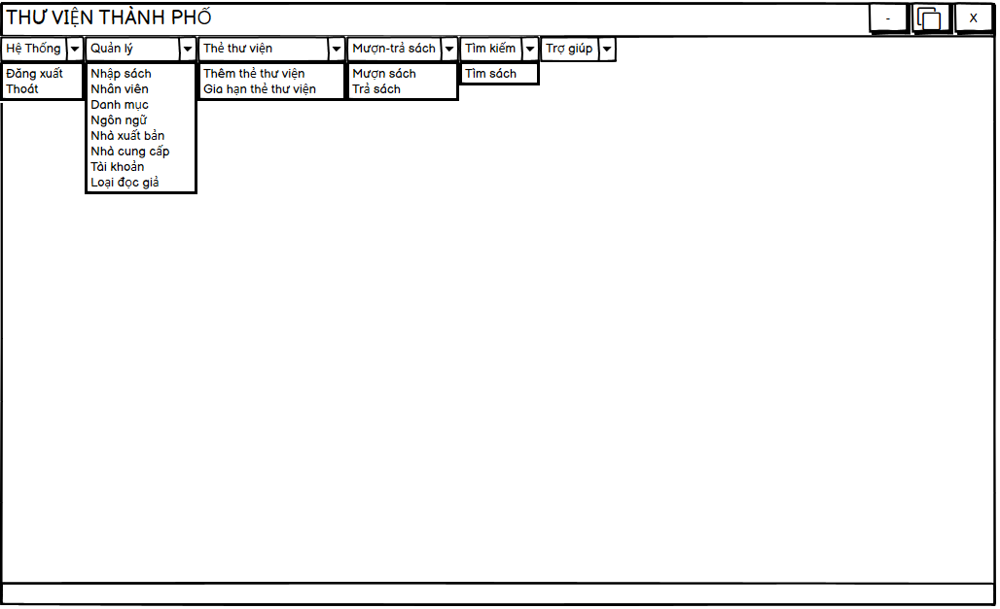 THƯ VIỆN THÀNH PHỐ
- X
Hệ Thống Quản lý Thẻ thư viện Mượn-trả sách Tìm kiếm Trợ giúp
Đăng xuất
Thoát
Nhập sách
Nhân viên
Danh mục
Ngôn ngữ
Nhà xuất bản
Nhà cung cấp
Tài khoản
Loại đọc giả
Thêm thẻ thư viện
Gia hạn thẻ thư viện
Mượn sách
Trả sách
Tìm sách